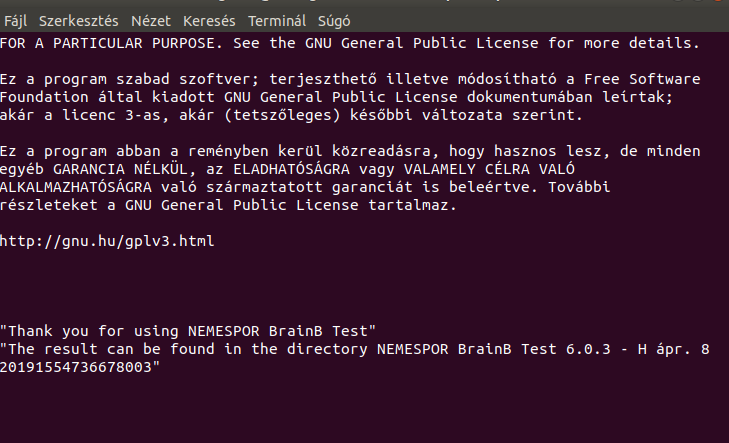 Fájl Szerkesztés Nézet Keresés Terminál Súgó
FOR A PARTICULAR PURPOSE. See the GNU General Public License for more details.
Ez a program szabad szoftver; terjeszthető illetve módosítható a Free Software
Foundation által kiadott GNU General Public License dokumentumában leírtak;
akár a licenc 3-as, akár (tetszőleges) későbbi változata szerint.
Ez a program abban a reményben kerül közreadásra, hogy hasznos lesz, de minden
egyéb GARANCIA NÉLKÜL, az ELADHATÓSÁGRA vagy VALAMELY CÉLRA VALÓ
ALKALMAZHATÓSÁGRA való származtatott garanciát is beleértve. További
részleteket a GNU General Public License tartalmaz.
http://gnu.hu/gplv3.html
"Thank you for using NEMESPOR BrainB Test"
"The result can be found in the directory NEMESPOR BrainB Test 6.0.3 - H ápr. 8
20191554736678003"